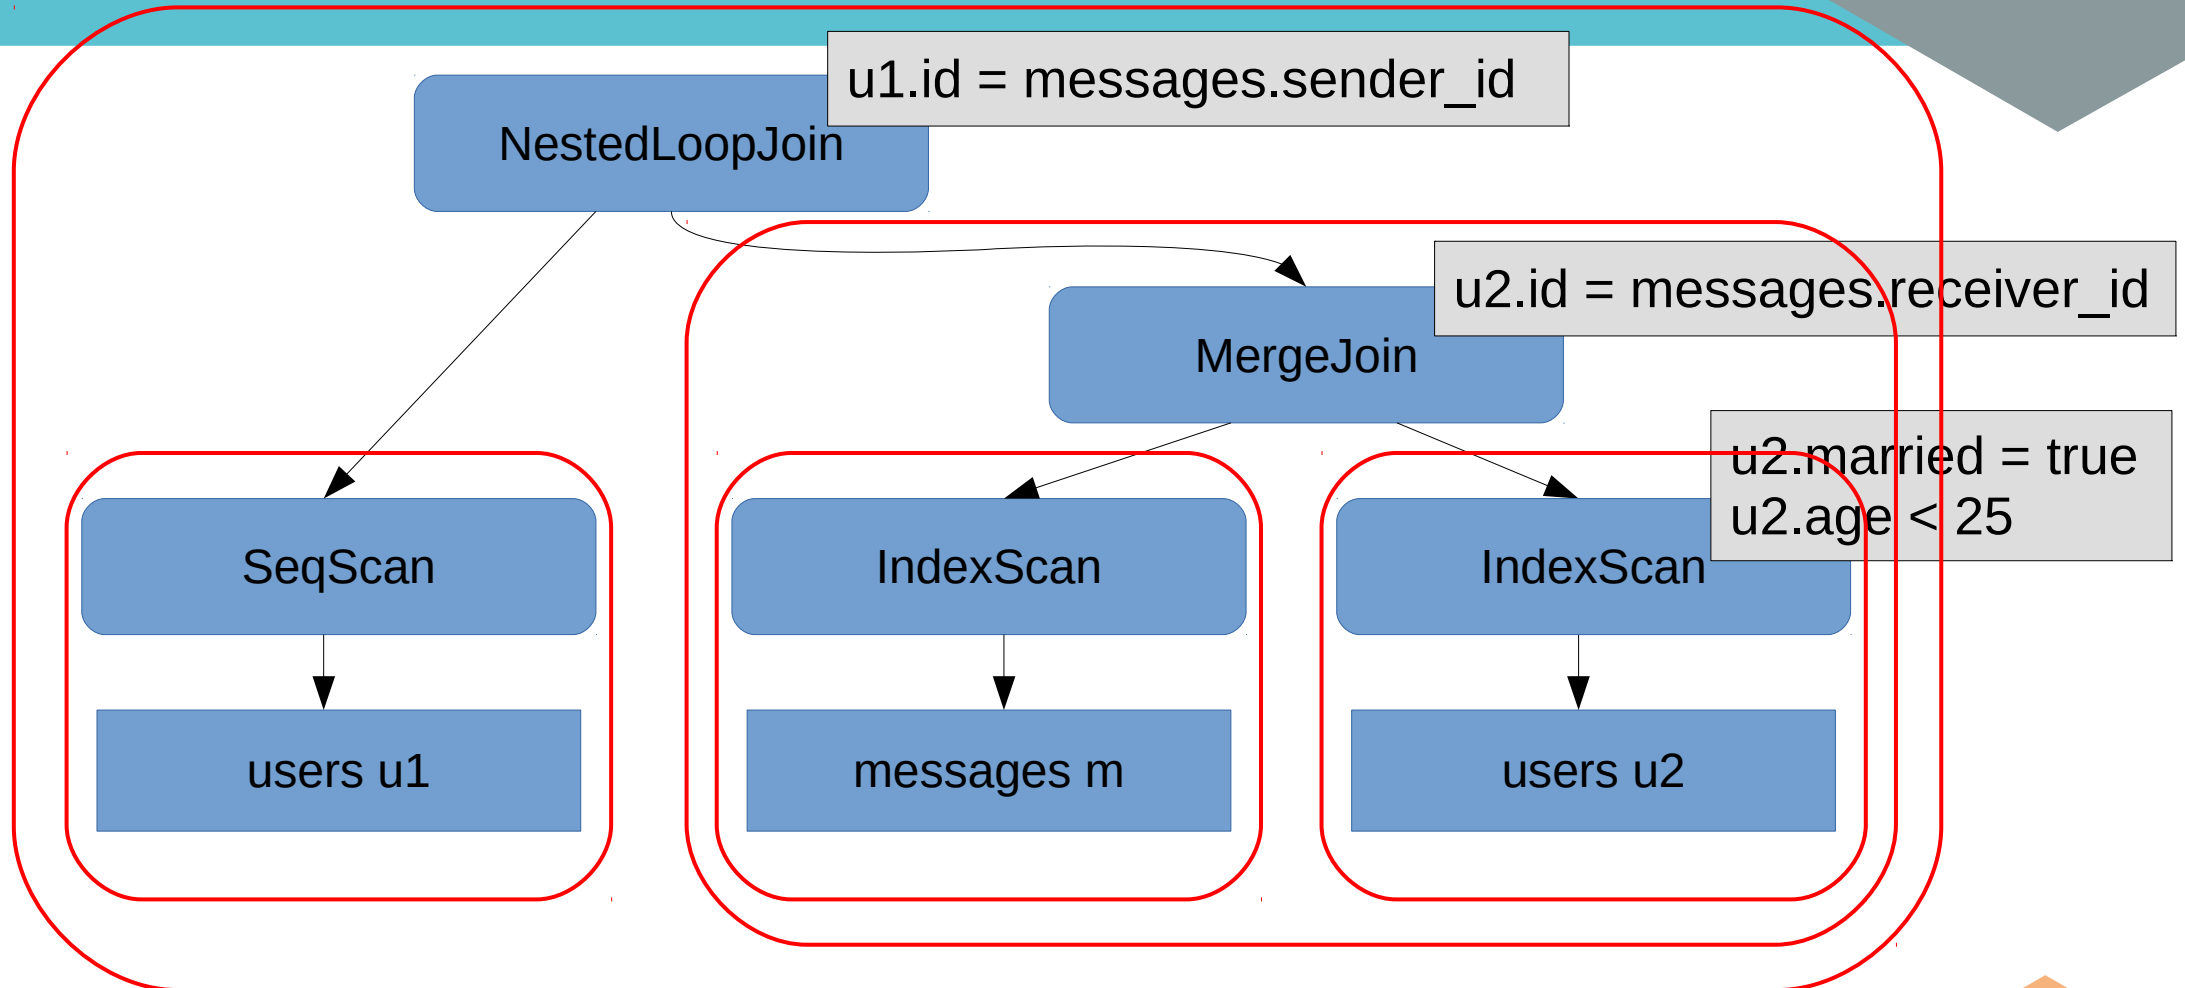 u1.id = messages.sender_id
NestedLoopJoin
u2.id = messages.receiver_id
MergeJoin
u2.married = true
u2.age < 25
SeqScan
IndexScan
IndexScan
users u1
messages m
users u2